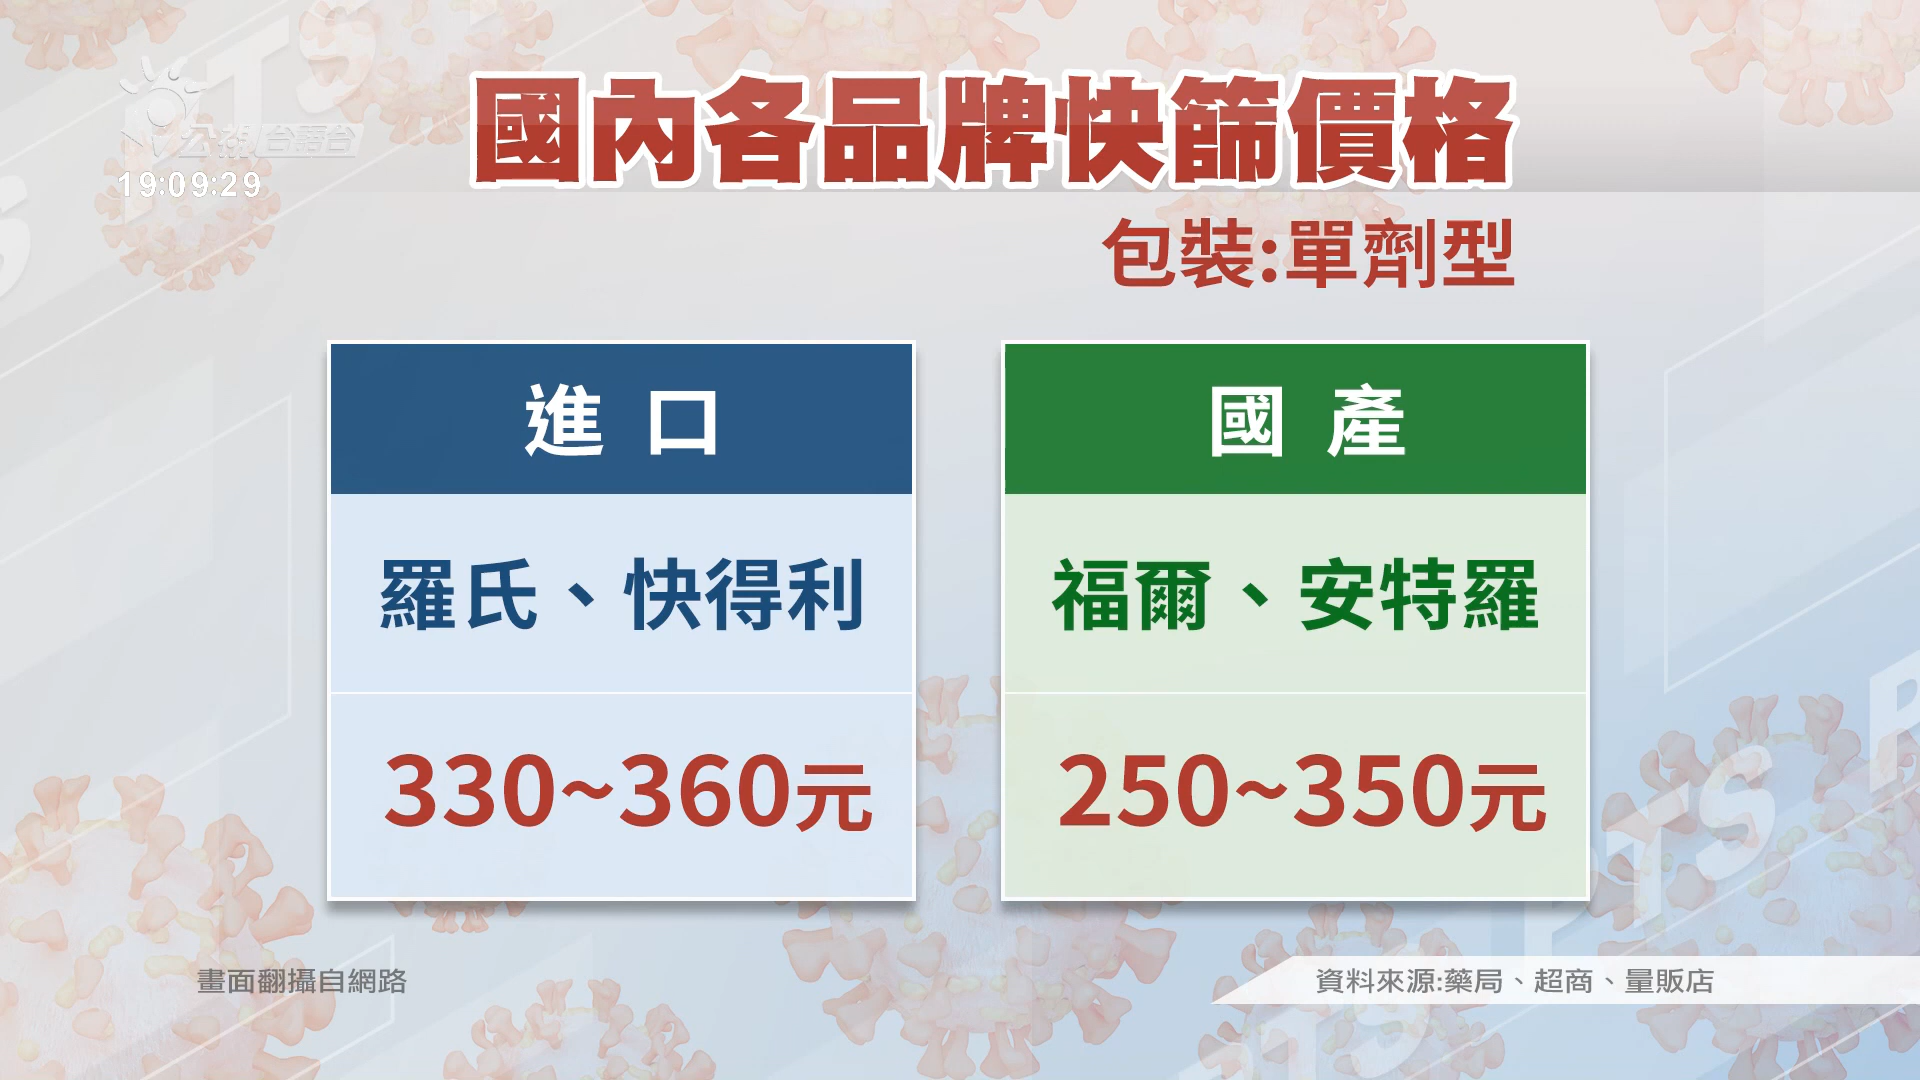 國內各品牌快篩價格
公視 台語台
19:09:29
包裝:單劑型
進口
羅氏、快得利
330~360元
國產
福爾、安特羅
250~350元
畫面翻攝自網路
資料來源:藥局、超商、量販店
PTS
PTS